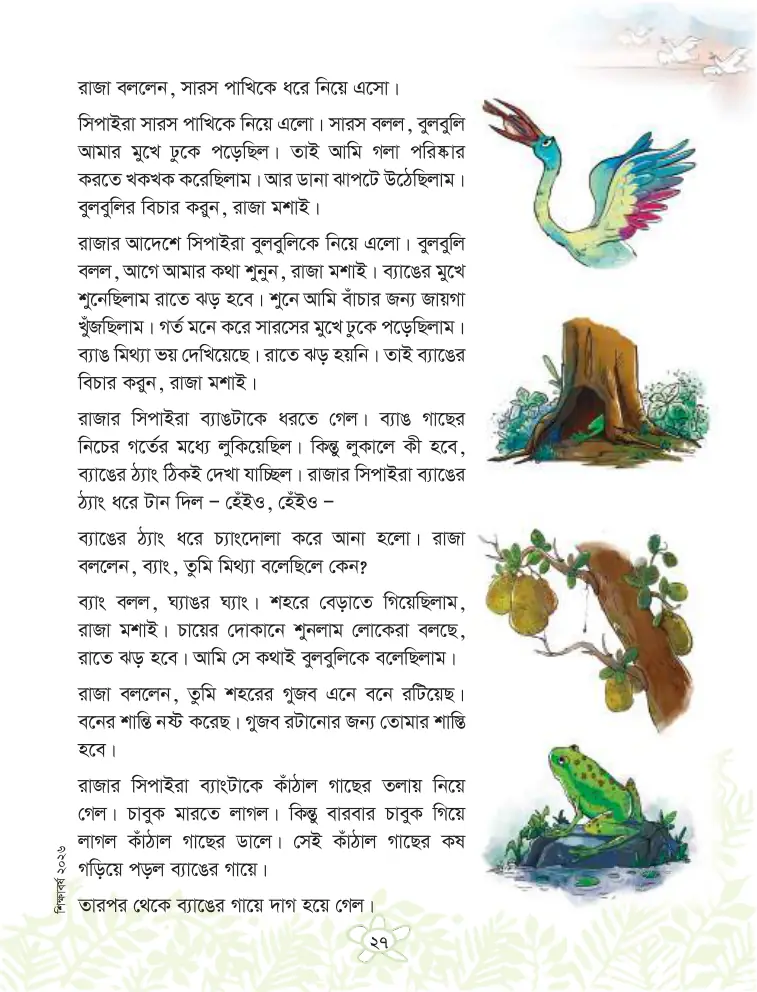 রাজা বললেন, সারস পাখিকে ধরে নিয়ে এসো।
সিপাইরা সারস পাখিকে নিয়ে এলো। সারস বলল, বুলবুলি
আমার মুখে ঢুকে পড়েছিল। তাই আমি গলা পরিষ্কার
করতে খকখক করেছিলাম। আর ডানা ঝাপটে উঠেছিলাম।
বুলবুলির বিচার করুন, রাজা মশাই।
রাজার আদেশে সিপাইরা বুলবুলিকে নিয়ে এলো। বুলবুলি
বলল, আগে আমার কথা শুনুন, রাজা মশাই। ব্যাঙের মুখে
শুনেছিলাম রাতে ঝড় হবে। শুনে আমি বাঁচার জন্য জায়গা
খুঁজছিলাম। গর্ত মনে করে সারসের মুখে ঢুকে পড়েছিলাম।
ব্যাঙ মিথ্যা ভয় দেখিয়েছে। রাতে ঝড় হয়নি। তাই ব্যাঙের
বিচার করুন, রাজা মশাই।
রাজার সিপাইরা ব্যাঙটাকে ধরতে গেল। ব্যাঙ গাছের
নিচের গর্তের মধ্যে লুকিয়েছিল। কিন্তু লুকালে কী হবে,
ব্যাঙের ঠ্যাং ঠিকই দেখা যাচ্ছিল। রাজার সিপাইরা ব্যাঙের
ঠ্যাং ধরে টান দিল – হেঁইও, হেঁইও –
ব্যাঙের ঠ্যাং ধরে চ্যাংদোলা করে আনা হলো। রাজা
বললেন, ব্যাং, তুমি মিথ্যা বলেছিলে কেন?
ব্যাং বলল, ঘ্যাঙর ঘ্যাং। শহরে বেড়াতে গিয়েছিলাম,
রাজা মশাই। চায়ের দোকানে শুনলাম লোকেরা বলছে,
রাতে ঝড় হবে। আমি সে কথাই বুলবুলিকে বলেছিলাম।
রাজা বললেন, তুমি শহরের গুজব এনে বনে রটিয়েছ।
বনের শান্তি নষ্ট করেছ। গুজব রটানোর জন্য তোমার শাস্তি
হবে।
রাজার সিপাইরা ব্যাংটাকে কাঁঠাল গাছের তলায় নিয়ে
গেল। চাবুক মারতে লাগল। কিন্তু বারবার চাবুক গিয়ে
লাগল কাঁঠাল গাছের ডালে। সেই কাঁঠাল গাছের কষ
গড়িয়ে পড়ল ব্যাঙের গায়ে।
তারপর থেকে ব্যাঙের গায়ে দাগ হয়ে গেল।
শিক্ষাবর্ষ ২০২৬
২৭